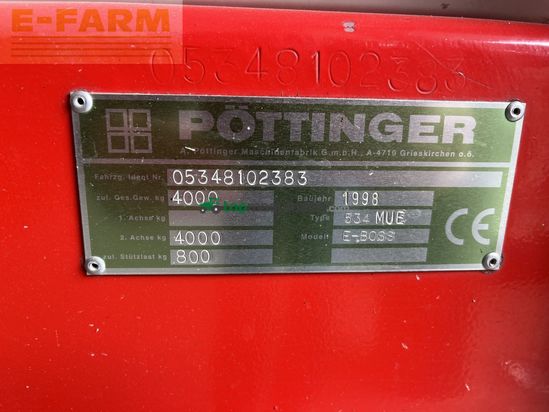 E-FARM
05348102383
PÖTTINGER
A. Pöttinger Maschinenfabrik G.m.b.H., A-4710 Grieskirchen o.ö.
Fahrzg. Ident Nr. 05348102383
zul. Ges. Gew. kg 4000 Baujahr 1998
1. Achse kg Type 534 MUE
2. Achse kg 4000 Modell E-BOSS
zul. Stützlast kg 800 CE